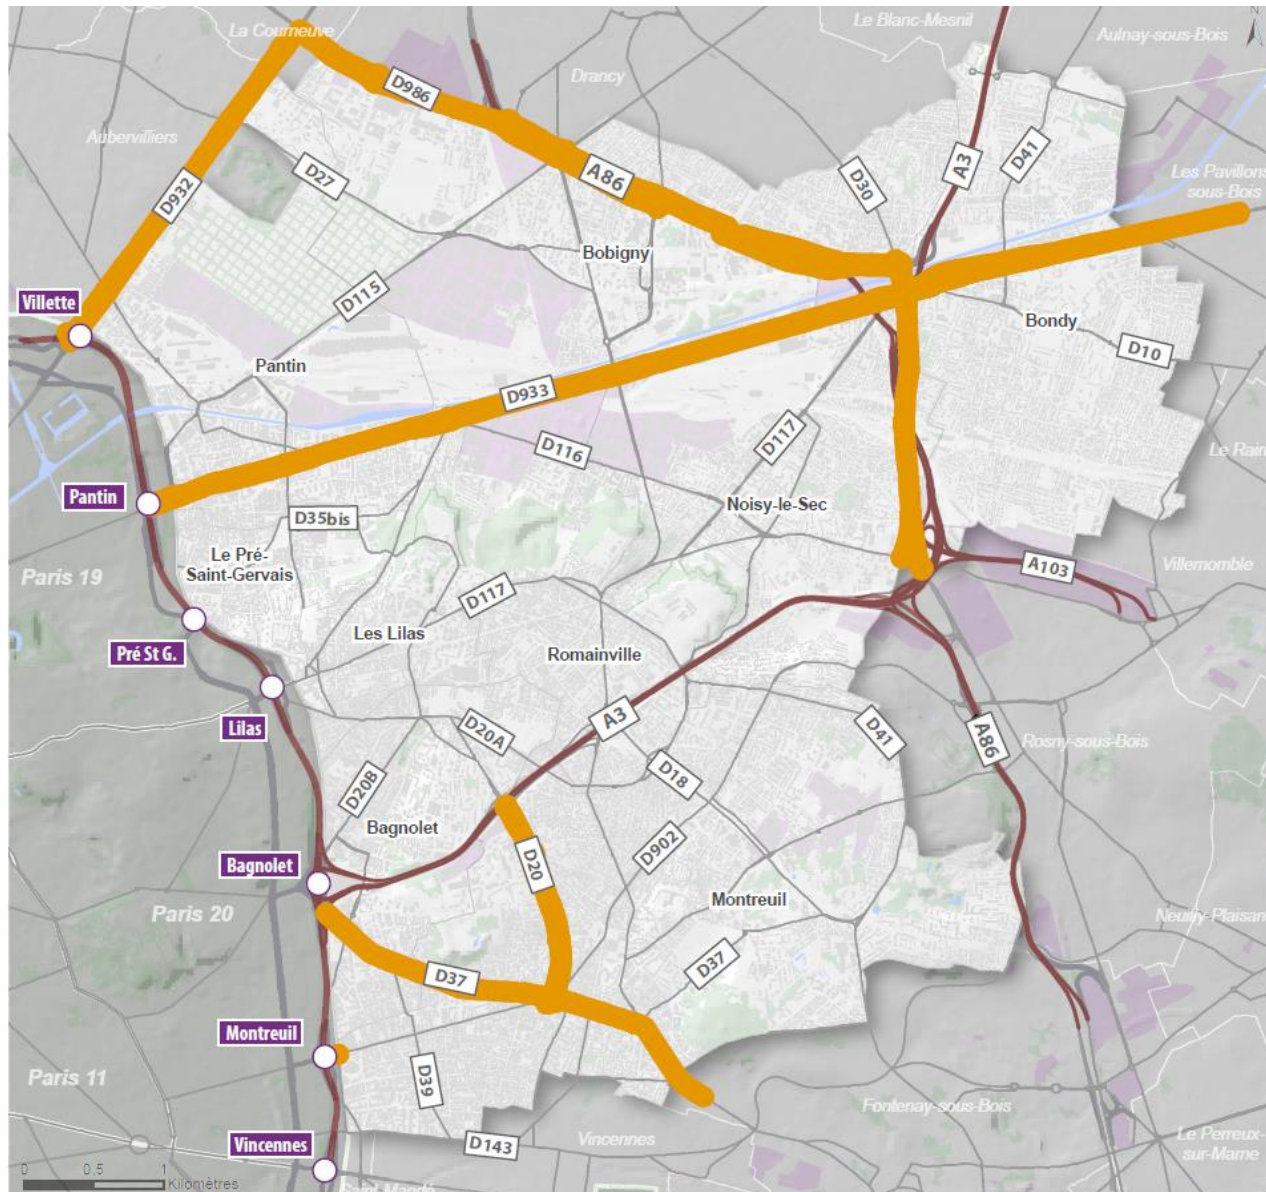 La Courneuve
Le Blanc-Mesnil
Aulnay-sous-Bois
Drancy
D986
Aubervilliers
D27
A86
D30
A3
D41
Les Pavillons
sous-Bois
D932
Bobigny
Villette
D115
Bondy
D10
Pantin
D933
D116
D117
Le Rain
Pantin
D35bis
Noisy-le-Sec
Le Pré-
Saint-Gervais
Paris 19
A103
Villemomble
D117
Les Lilas
Pré St G.
Romainville
Lilas
D20A
A3
D41
A86
Rosny-sous-Bois
D20B
D18
Bagnolet
D902
Bagnolet
D20
Montreuil
Paris 20
Neuilly-Plaisan
D37
D37
Montreuil
Paris 11
D39
Fontenay-sous-Bois
Vincennes
D143
Vincennes
Le Perreux-
sur-Marne
0 0.5 1
Kilomètres
Saint-Mandé